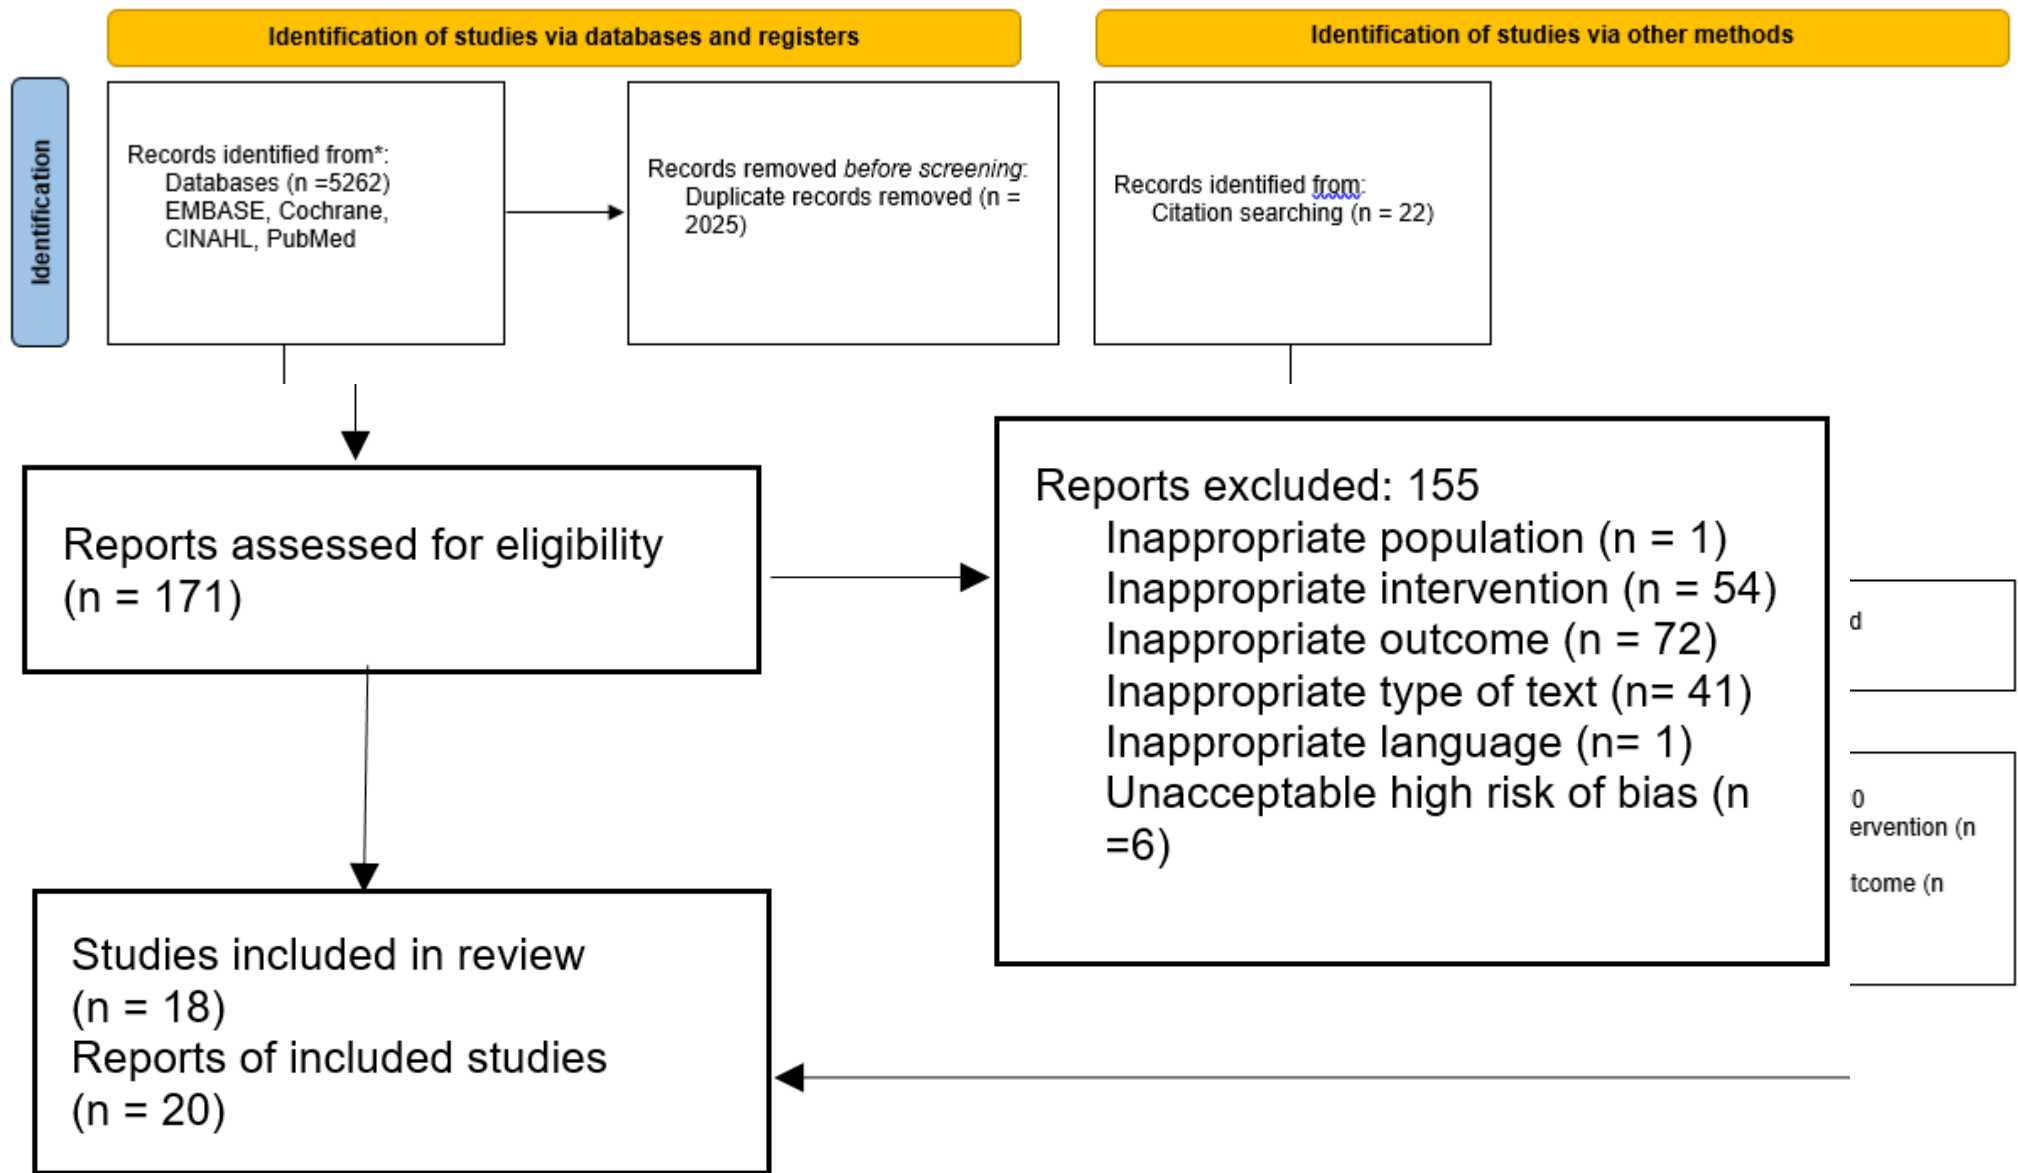 Identification of studies via databases and registers
Identification of studies via other methods
Identification
Records identified from*:
Databases (n =5262)
EMBASE, Cochrane,
CINAHL, PubMed
Records removed before screening:
Duplicate records removed (n =
2025)
Records identified from:
Citation searching (n = 22)
Reports assessed for eligibility
(n = 171)
Reports excluded: 155
Inappropriate population (n = 1)
Inappropriate intervention (n = 54)
Inappropriate outcome (n = 72)
Inappropriate type of text (n= 41)
Inappropriate language (n= 1)
Unacceptable high risk of bias (n
=6)
d
0
ervention (n
tcome (n
Studies included in review
(n = 18)
Reports of included studies
(n = 20)